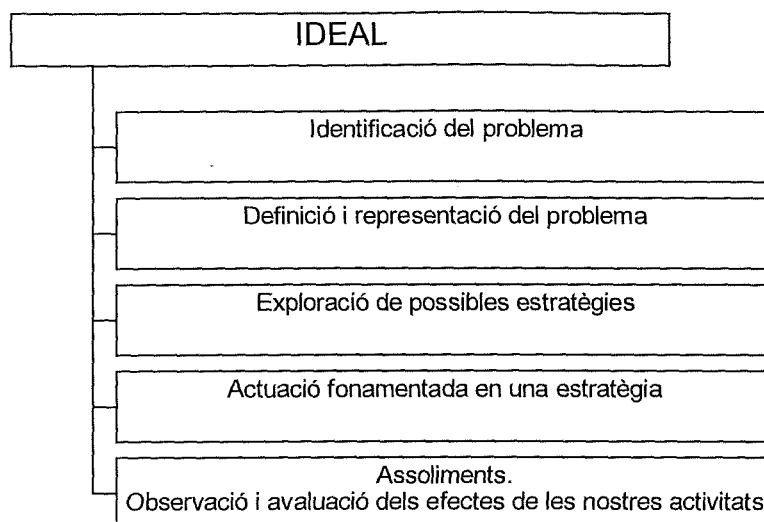 IDEAL
Identificació del problema
Definició i representació del problema
Exploració de possibles estratègies
Actuació fonamentada en una estratègia
Assoliments.
Observació i avaluació dels efectes de les nostres activitats